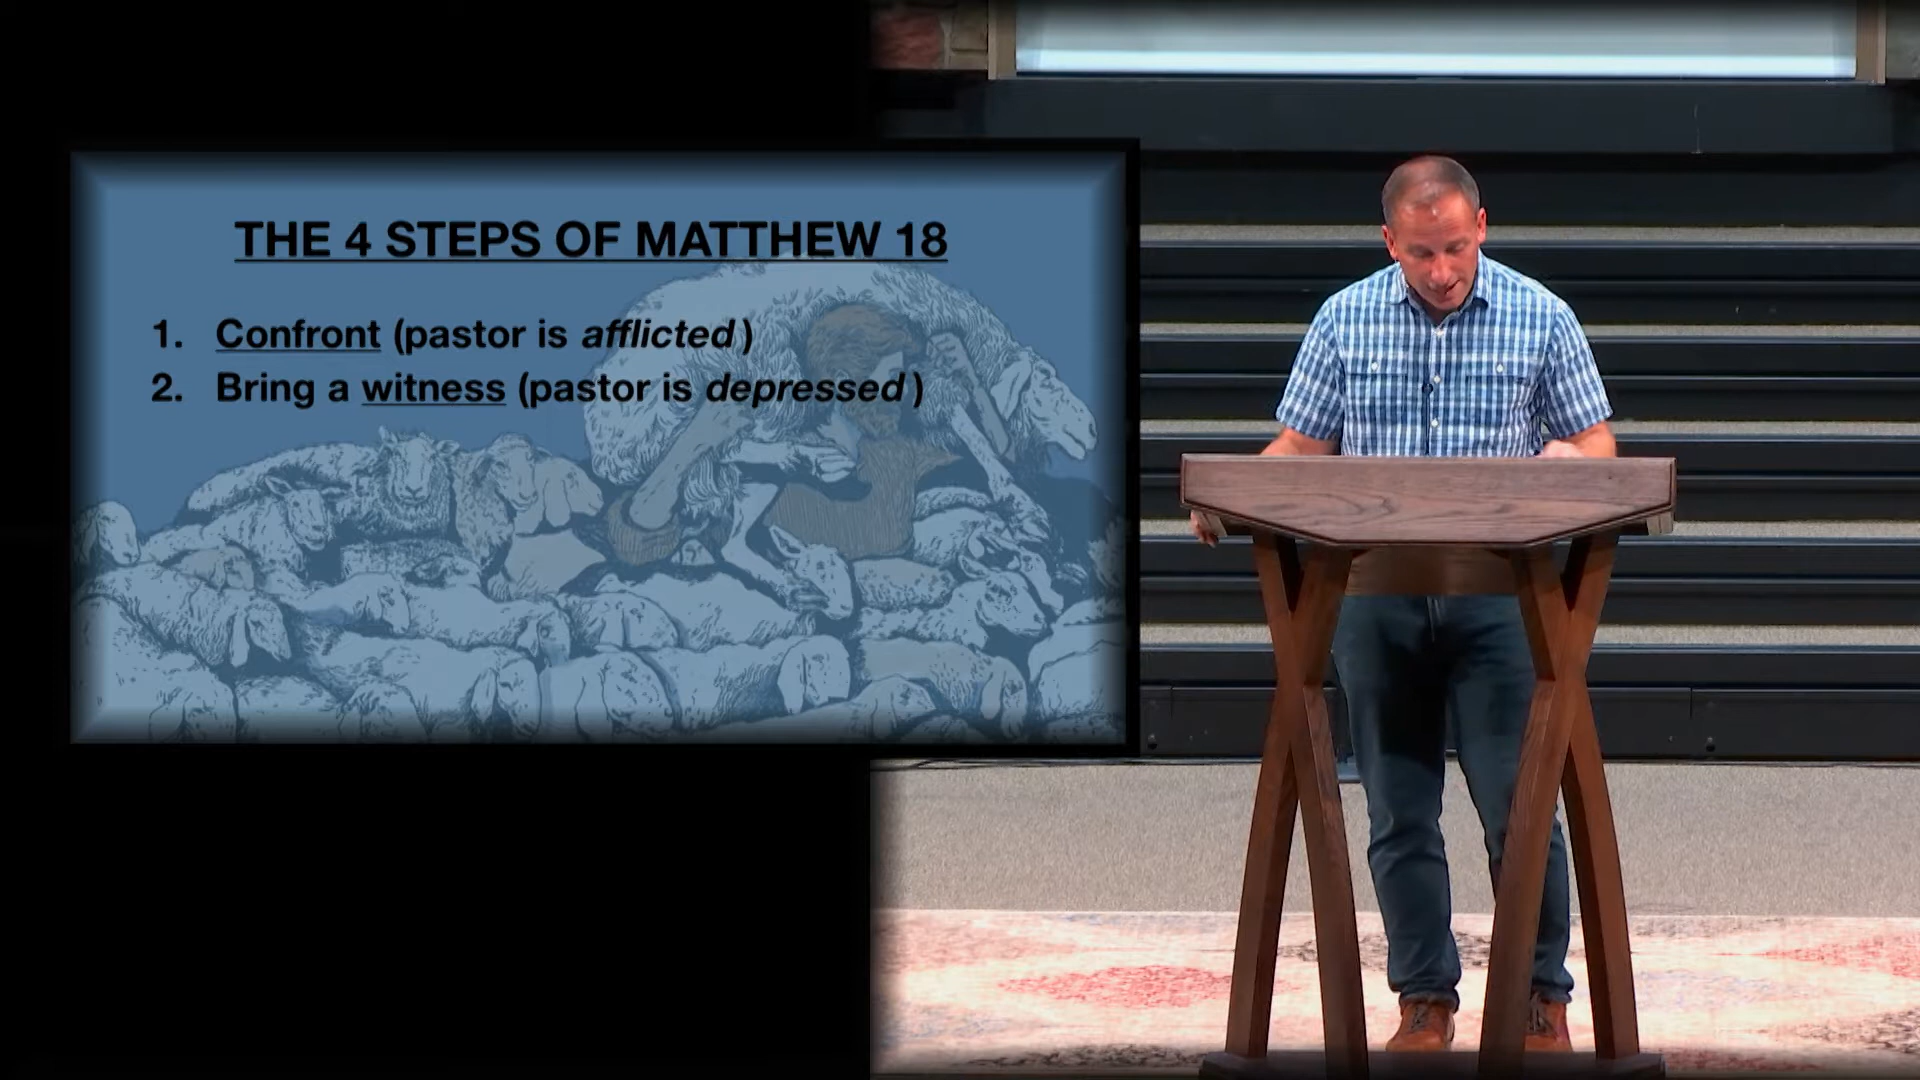 THE 4 STEPS OF MATTHEW 18
1. Confront (pastor is afflicted)
2. Bring a witness (pastor is depressed)